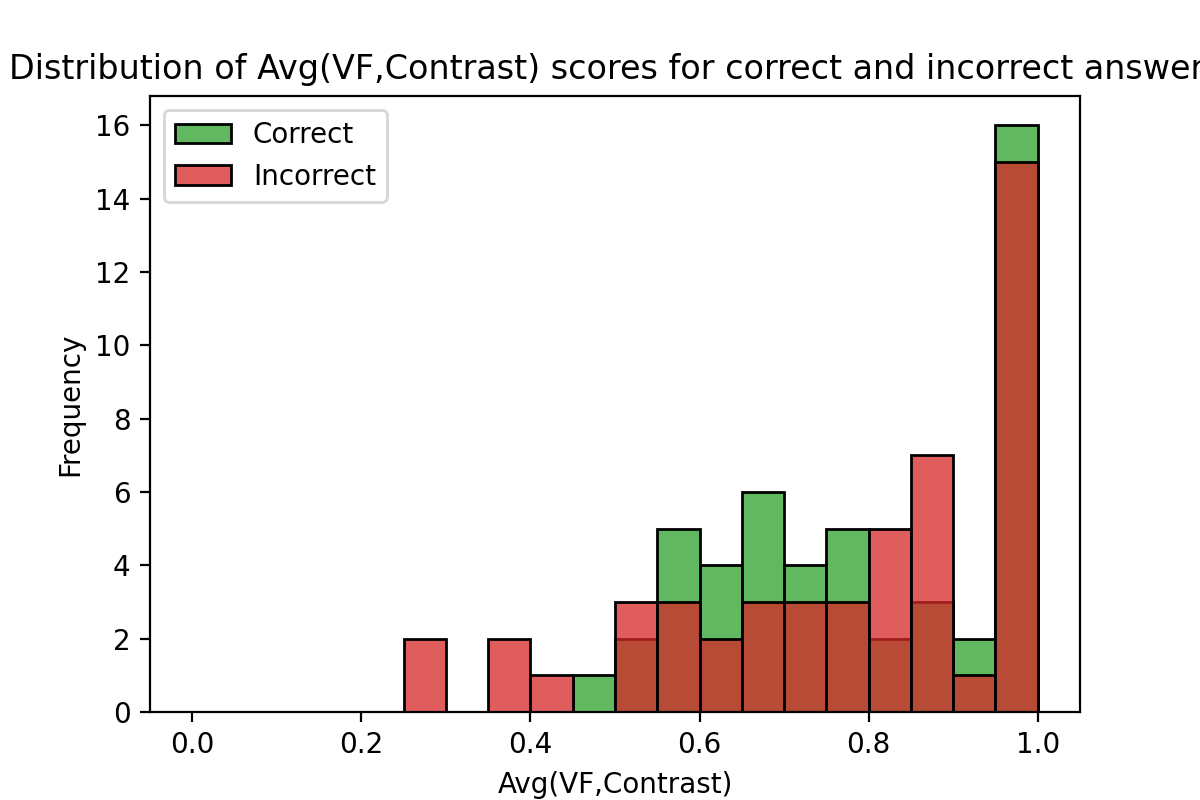 Distribution of Avg(VF,Contrast) scores for correct and incorrect answer
Correct
Incorrect
16
14
12
10
8
6
4
2
0
Frequency
0.0 0.2 0.4 0.6 0.8 1.0
Avg(VF,Contrast)